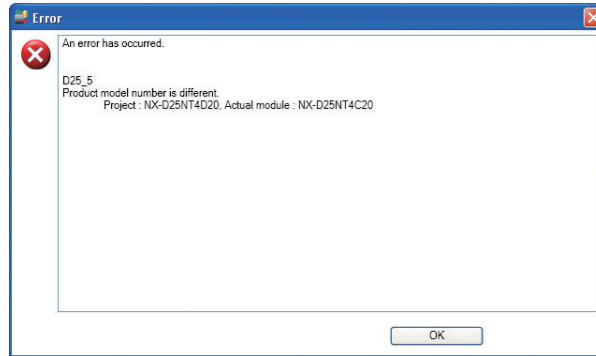 Error
An error has occurred.
D25_5
Product model number is different.
Project : NX-D25NT4D20, Actual module : NX-D25NT4C20
OK